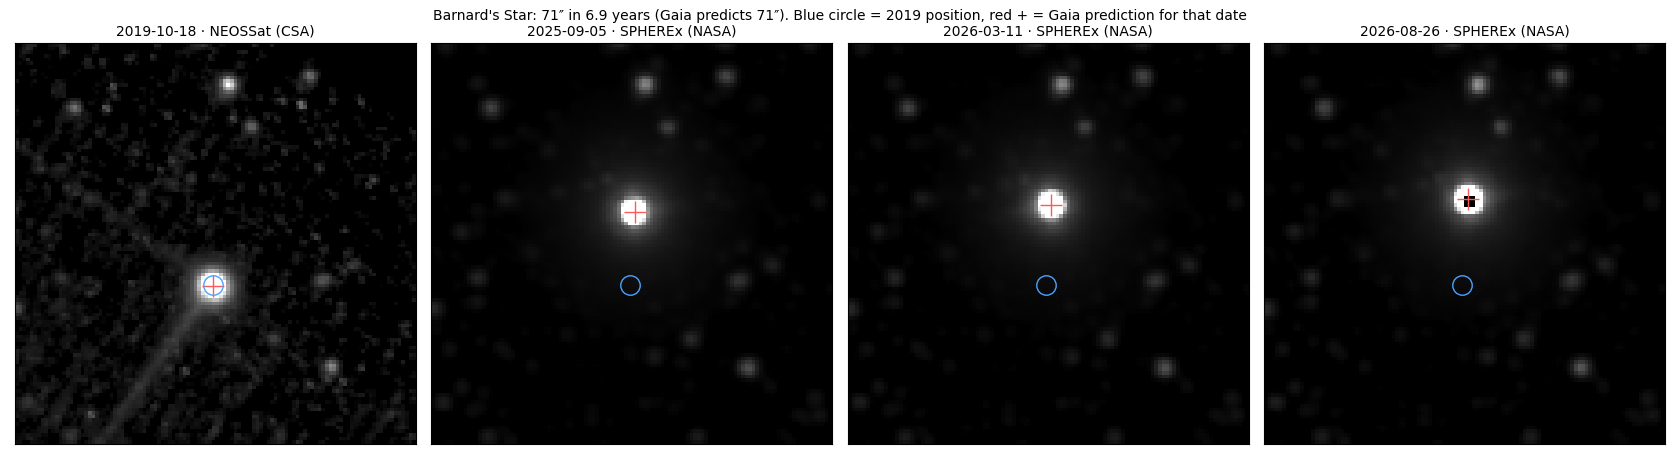 Barnard's Star: 71″ in 6.9 years (Gaia predicts 71″). Blue circle = 2019 position, red + = Gaia prediction for that date
2019-10-18 · NEOSSat (CSA)
2025-09-05 · SPHEREx (NASA)
2026-03-11 · SPHEREx (NASA)
2026-08-26 · SPHEREx (NASA)